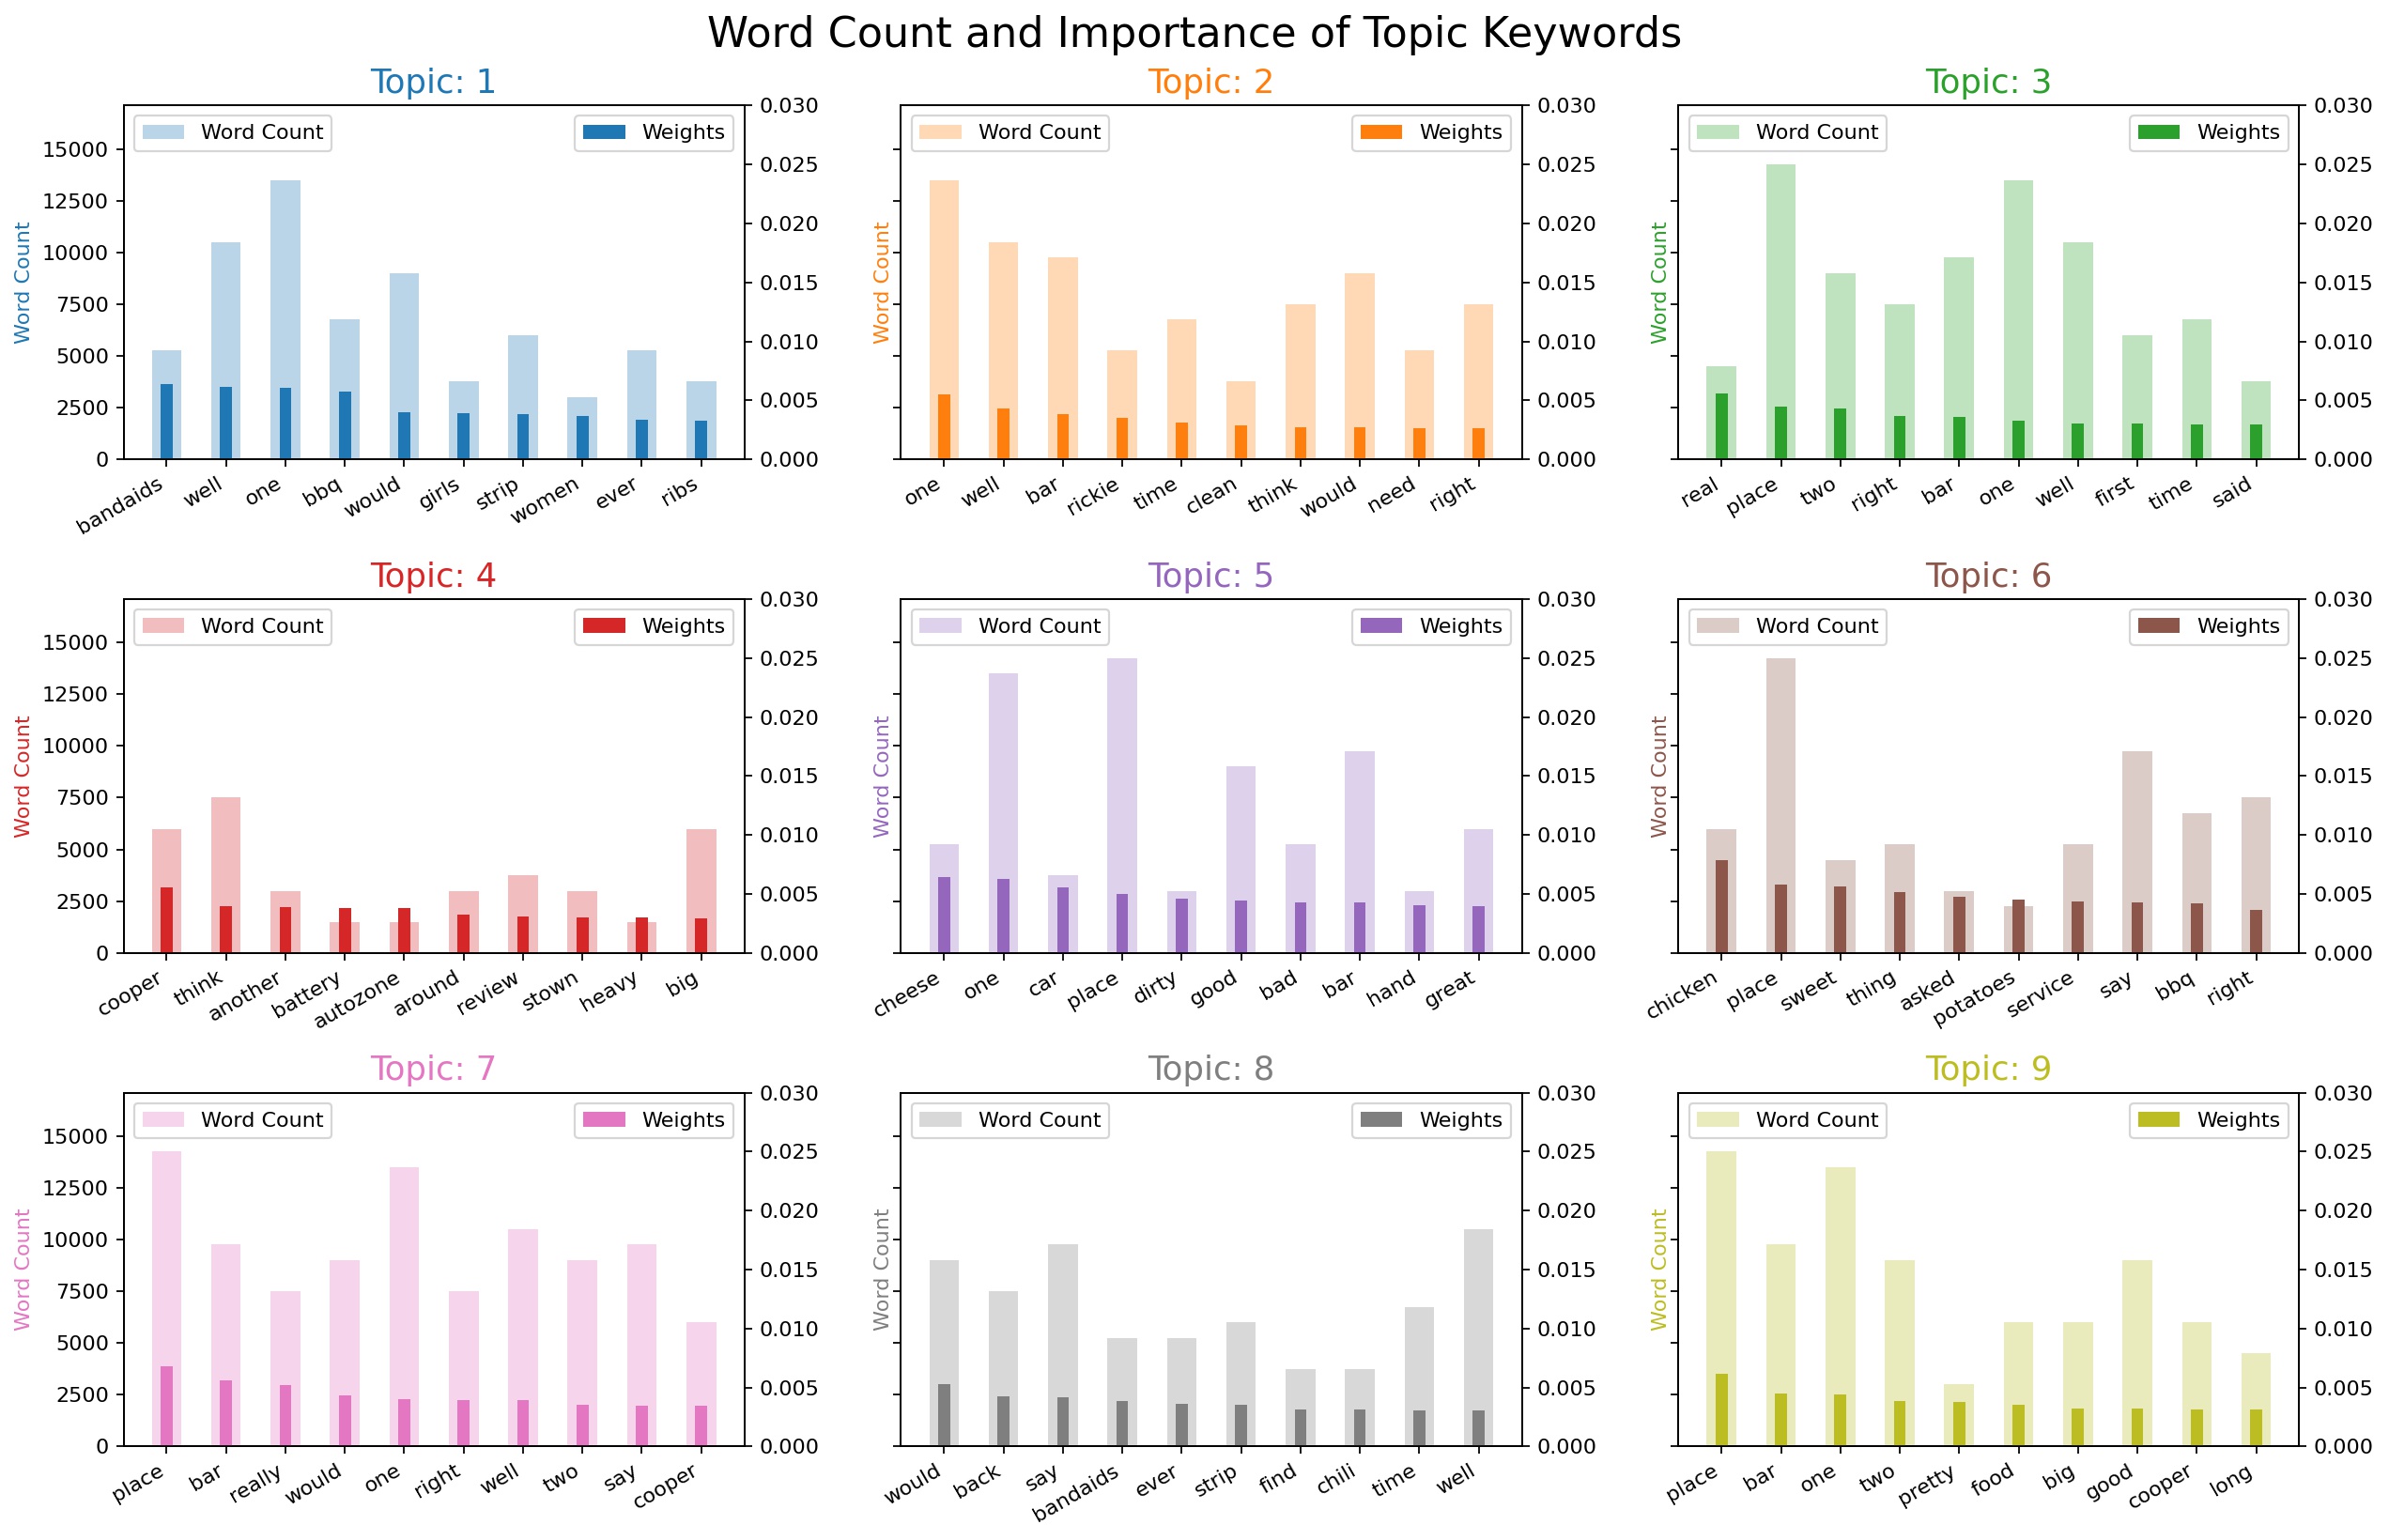 Word Count and Importance of Topic Keywords
Topic: 1
Word Count
Weights
Word Count
15000
12500
10000
7500
5000
2500
0
0.030
0.025
0.020
0.015
0.010
0.005
0.000
bandaids well one bbq would girls strip women ever ribs
Topic: 2
Word Count
Weights
Word Count
0.030
0.025
0.020
0.015
0.010
0.005
0.000
one well bar rickie time clean think would need right
Topic: 3
Word Count
Weights
Word Count
0.030
0.025
0.020
0.015
0.010
0.005
0.000
real place two right bar one well first time said
Topic: 4
Word Count
Weights
Word Count
15000
12500
10000
7500
5000
2500
0
0.030
0.025
0.020
0.015
0.010
0.005
0.000
cooper think another battery autozone around review stown heavy big
Topic: 5
Word Count
Weights
Word Count
0.030
0.025
0.020
0.015
0.010
0.005
0.000
cheese one car place dirty good bad bar hand great
Topic: 6
Word Count
Weights
Word Count
0.030
0.025
0.020
0.015
0.010
0.005
0.000
chicken place sweet thing asked potatoes service say bbq right
Topic: 7
Word Count
Weights
Word Count
15000
12500
10000
7500
5000
2500
0
0.030
0.025
0.020
0.015
0.010
0.005
0.000
place bar really would one right well two say cooper
Topic: 8
Word Count
Weights
Word Count
0.030
0.025
0.020
0.015
0.010
0.005
0.000
would back say bandaids ever strip find chili time well
Topic: 9
Word Count
Weights
Word Count
0.030
0.025
0.020
0.015
0.010
0.005
0.000
place bar one two pretty food big good cooper long